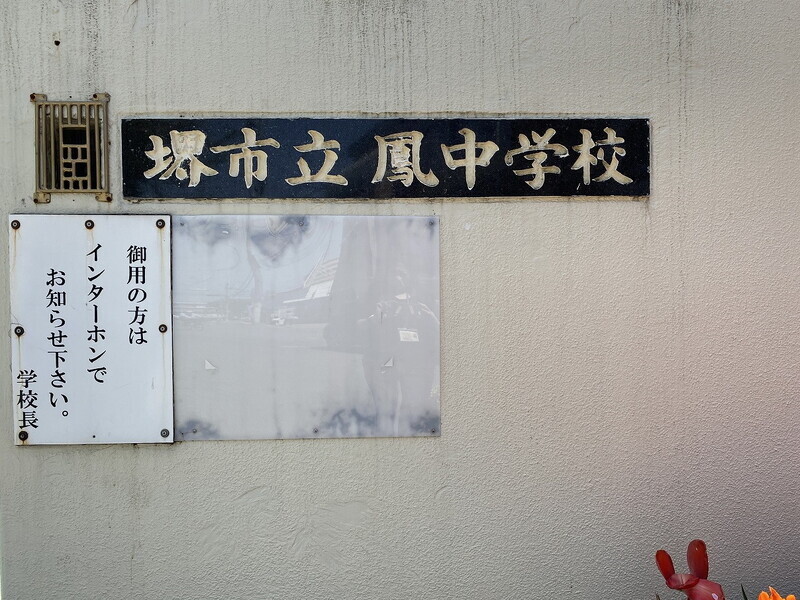 堺市立 鳳中学校
御用の方は
インターホンで
お知らせ下さい。
学校長